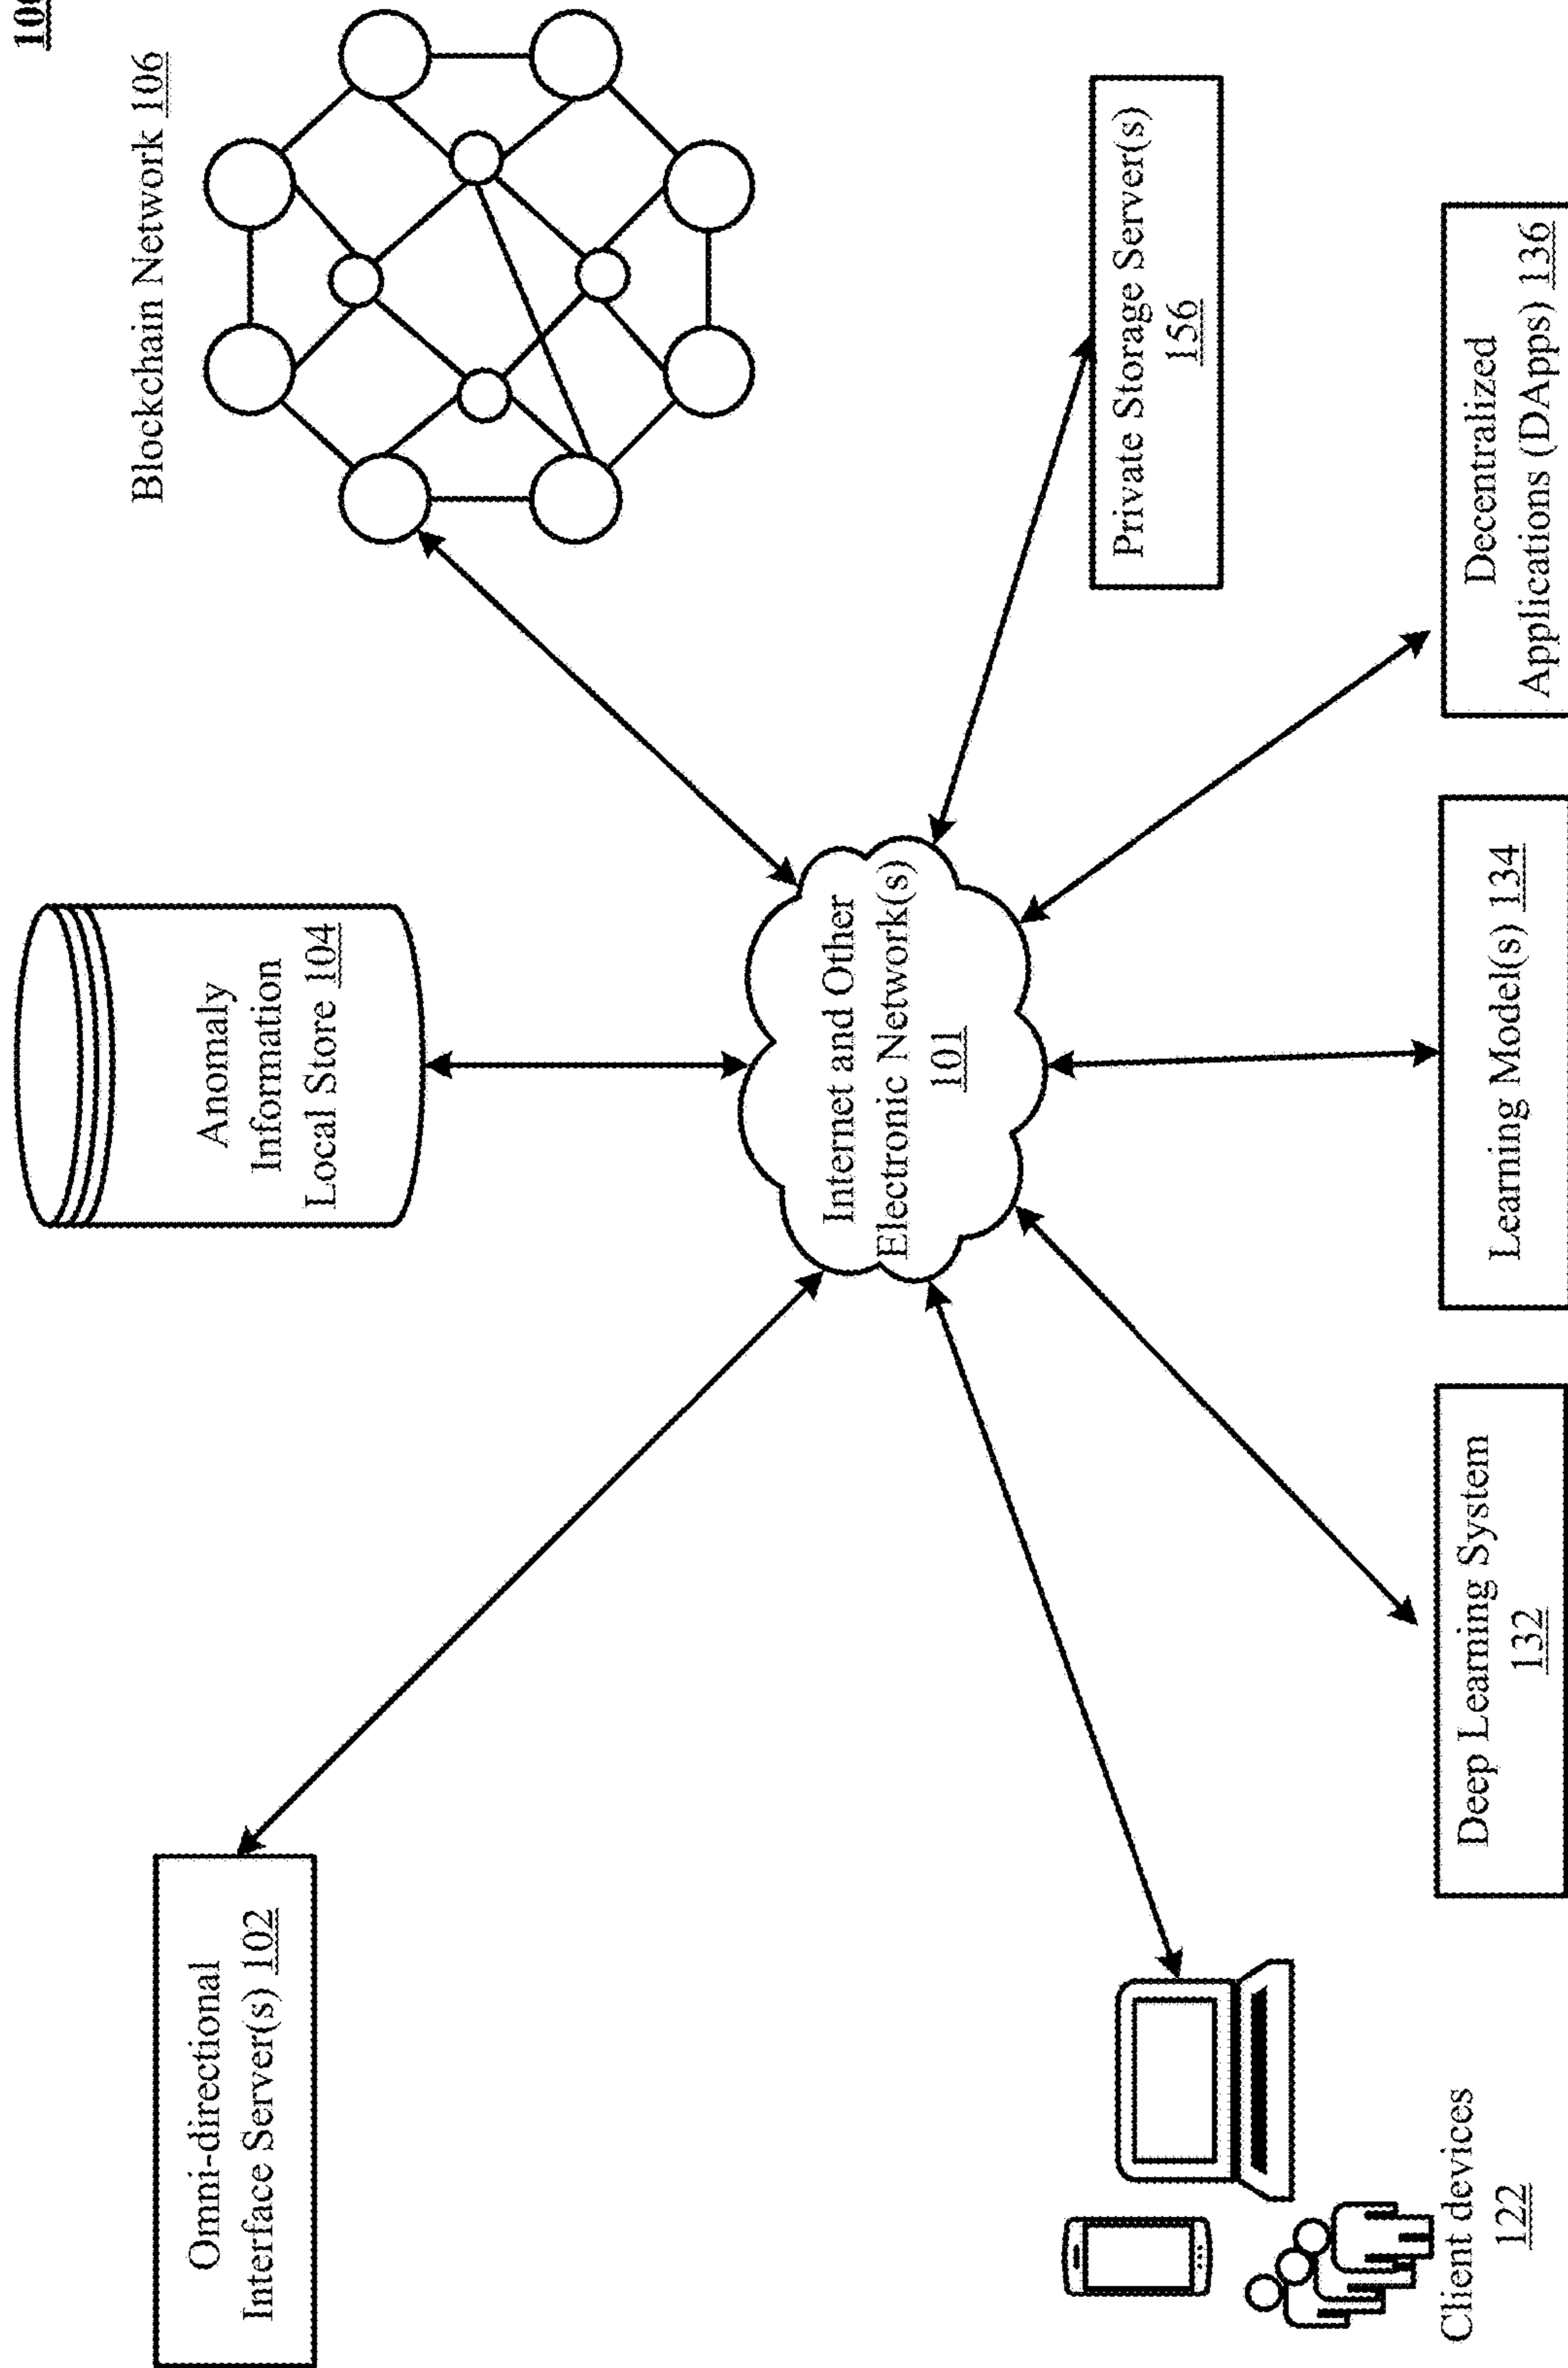 Omni-directional
Interface Server(s) 102
Anomaly
Information
Local Store 104
Blockchain Network 106
Internet and Other
Electronic Network(s)
101
Private Storage Server(s)
156
Client devices
122
Deep Learning System
132
Learning Model(s) 134
Decentralized
Applications (DApps) 136